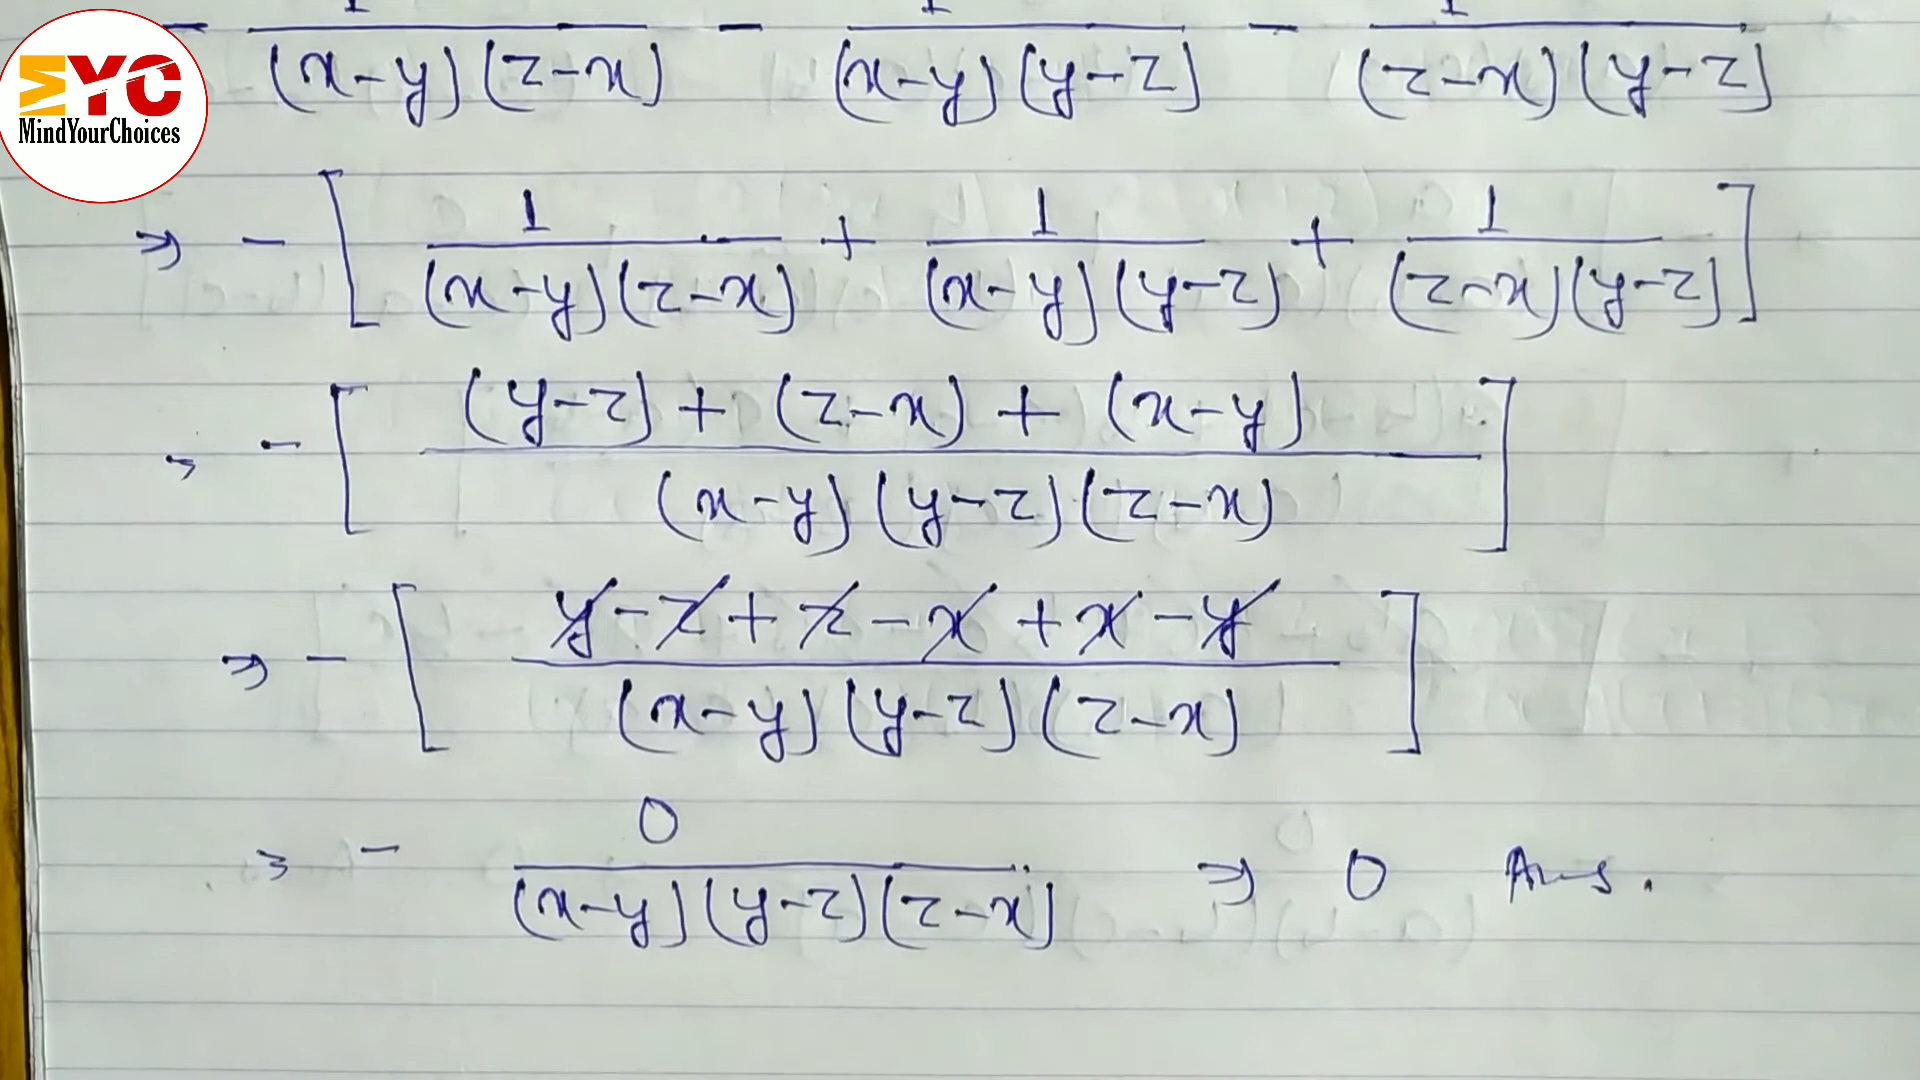 - 1/(x-y)(z-x) - 1/(x-y)(y-z) - 1/(z-x)(y-z)
MYC
MindYourChoices
⇒ - [ 1/(x-y)(z-x) + 1/(x-y)(y-z) + 1/(z-x)(y-z) ]
⇒ - [ (y-z) + (z-x) + (x-y) / (x-y)(y-z)(z-x) ]
⇒ - [ y-z+z-x+x-y / (x-y)(y-z)(z-x) ]
⇒ - 0/(x-y)(y-z)(z-x) ⇒ 0 Ans.